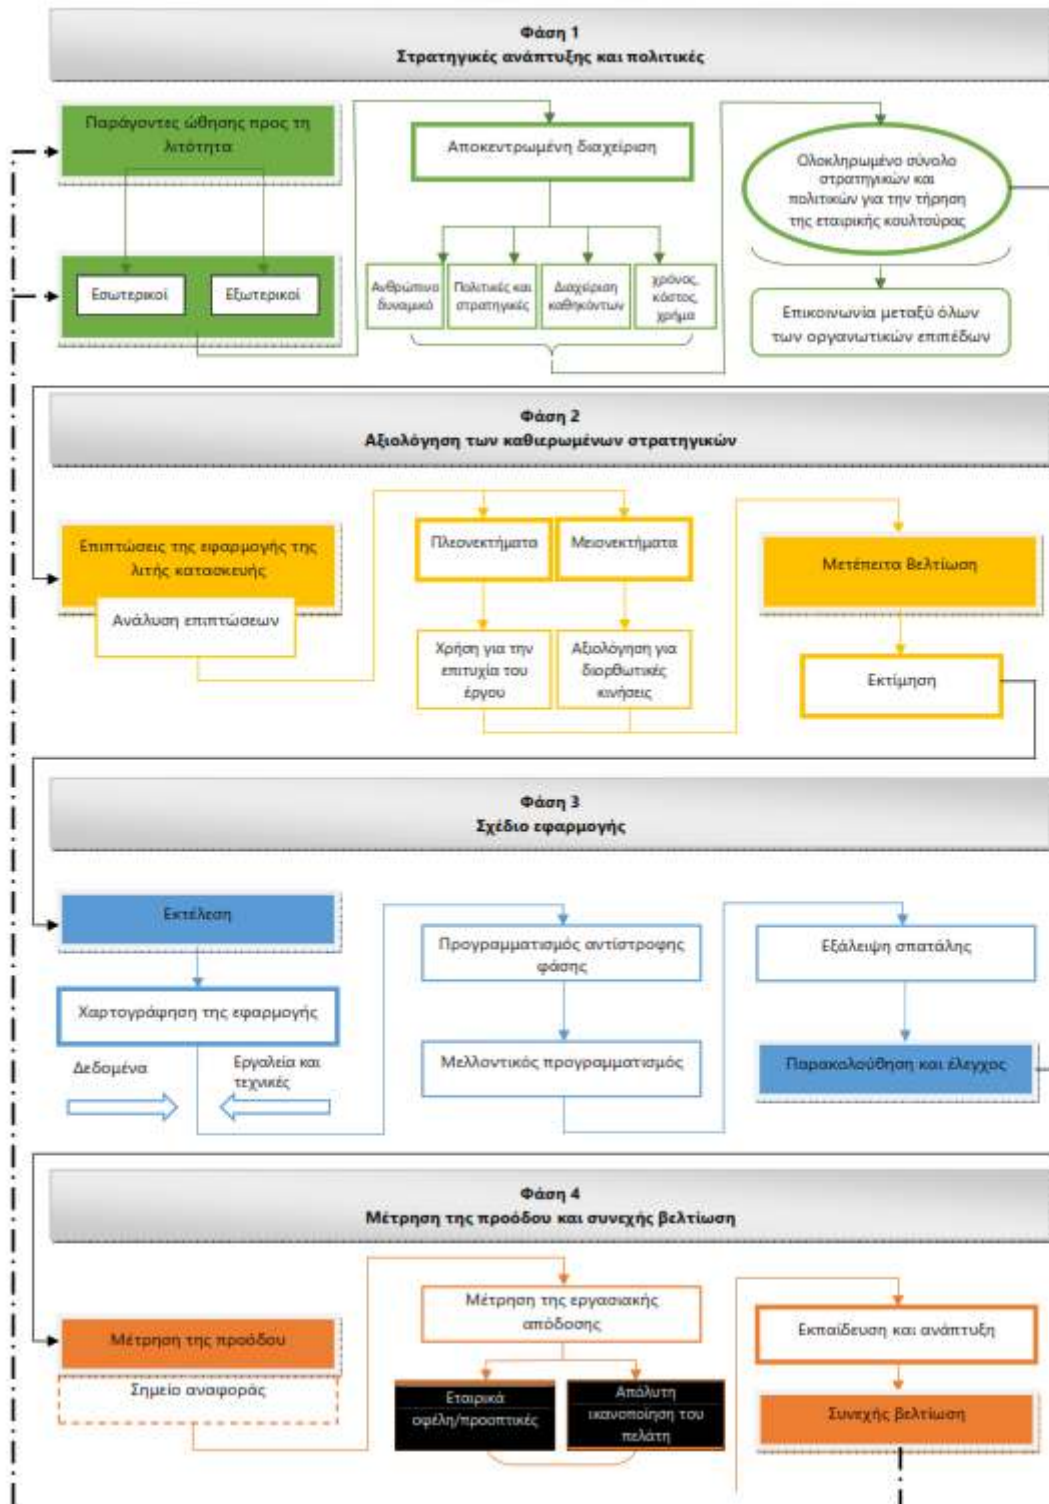 Φάση 1
Στρατηγικές ανάπτυξης και πολιτικές
Παράγοντες ώθησης προς τη
λιτότητα
Εσωτερικοί
Εξωτερικοί
Αποκεντρωμένη διαχείριση
Ανθρώπινο
δυναμικό
Πολιτικές και
στρατηγικές
Διαχείριση
καθηκόντων
χρόνος,
κόστος,
χρήμα
Ολοκληρωμένο σύνολο
στρατηγικών και
πολιτικών για την τήρηση
της εταιρικής κουλτούρας
Επικοινωνία μεταξύ όλων
των οργανωτικών επιπέδων
Φάση 2
Αξιολόγηση των καθιερωμένων στρατηγικών
Επιπτώσεις της εφαρμογής της
λιτής κατασκευής
Ανάλυση επιπτώσεων
Πλεονεκτήματα
Μειονεκτήματα
Χρήση για την
επιτυχία του
έργου
Αξιολόγηση για
διορθωτικές
κινήσεις
Μετέπειτα Βελτίωση
Εκτίμηση
Φάση 3
Σχέδιο εφαρμογής
Εκτέλεση
Χαρτογράφηση της εφαρμογής
Δεδομένα
Εργαλεία και
τεχνικές
Προγραμματισμός αντίστροφης
φάσης
Μελλοντικός προγραμματισμός
Εξάλειψη σπατάλης
Παρακολούθηση και έλεγχος
Φάση 4
Μέτρηση της προόδου και συνεχής βελτίωση
Μέτρηση της προόδου
Σημείο αναφοράς
Μέτρηση της εργασιακής
απόδοσης
Εταιρικά
οφέλη/προοπτικές
Απόλυτη
ικανοποίηση του
πελάτη
Εκπαίδευση και ανάπτυξη
Συνεχής βελτίωση